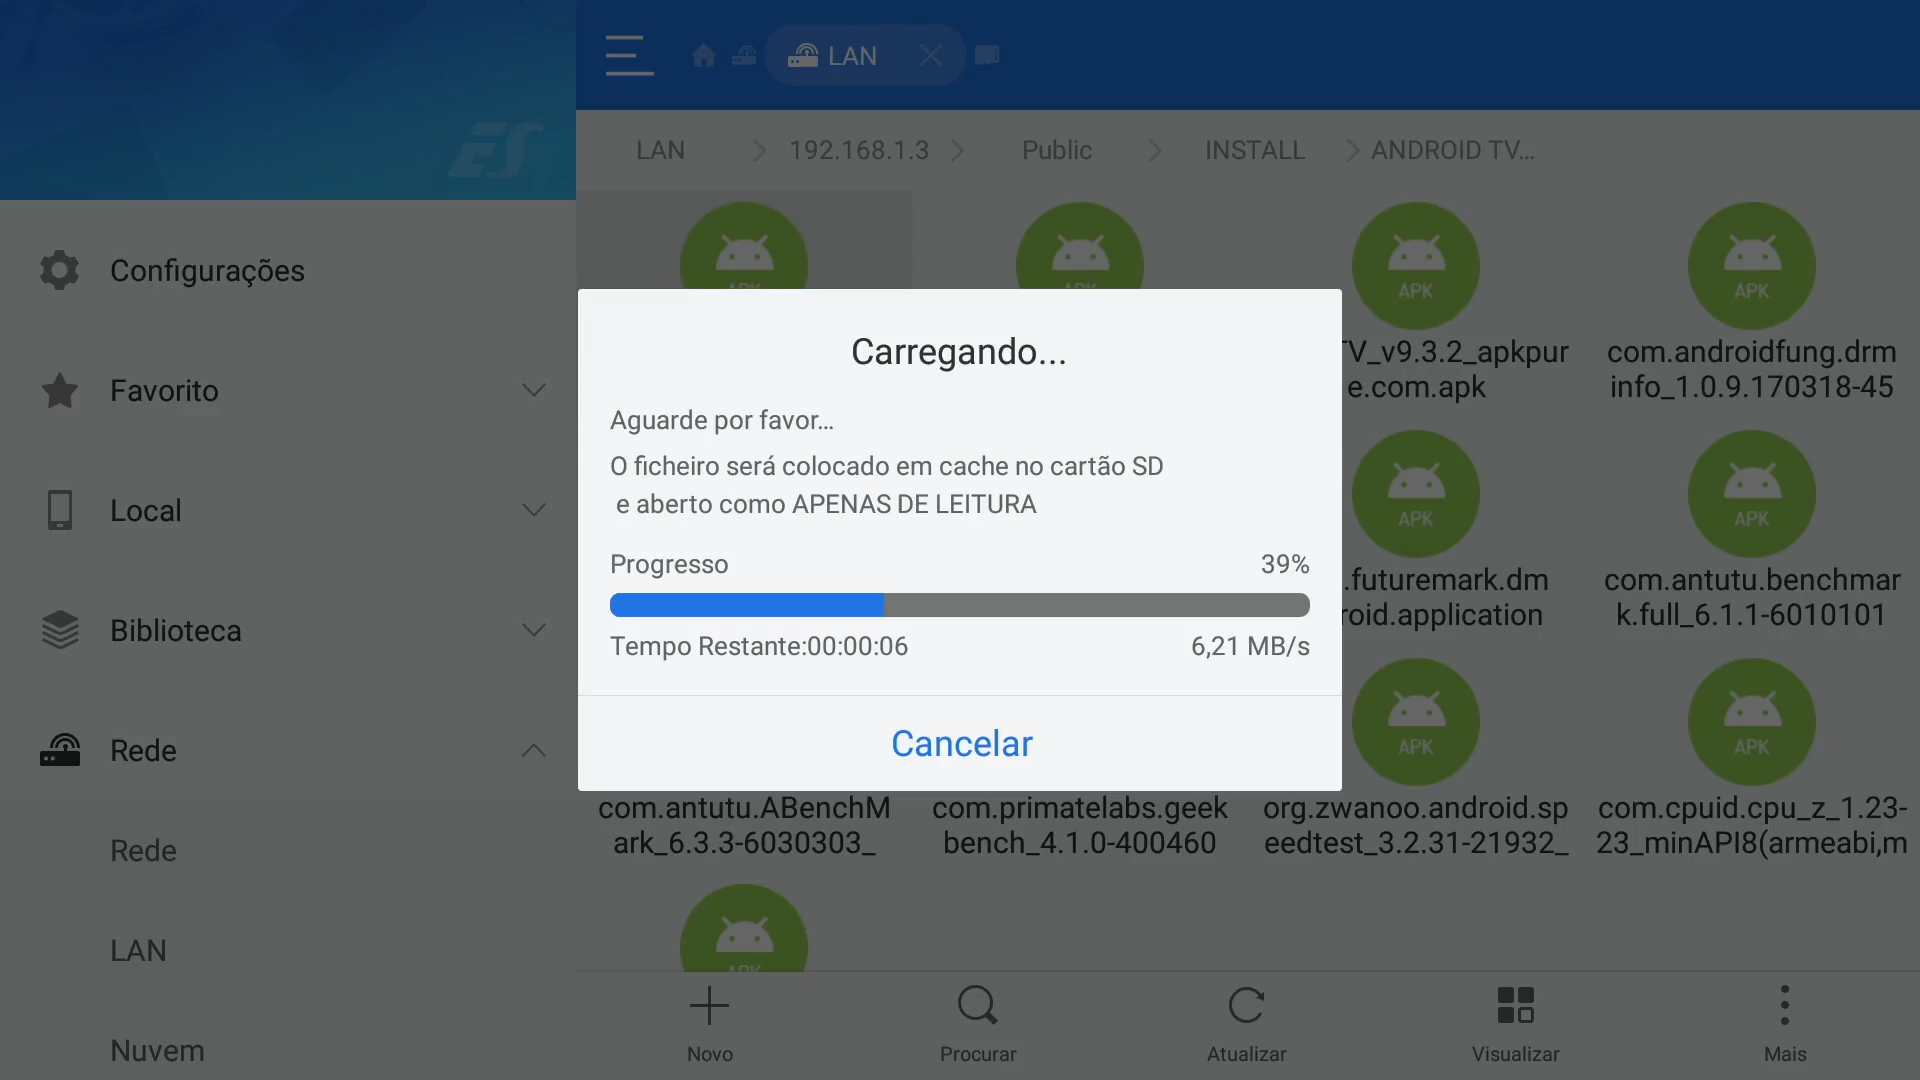 LAN
LAN
192.168.1.3
Public
INSTALL
ANDROID TV...
ES
Configurações
Favorito
Local
Biblioteca
Rede
Rede
LAN
Nuvem
APK
APK
V_v9.3.2_apkpur
e.com.apk
com.androidfung.drm
info_1.0.9.170318-45
Carregando...
Aguarde por favor...
O ficheiro será colocado em cache no cartão SD
e aberto como APENAS DE LEITURA
Progresso
39%
Tempo Restante:00:00:06
6,21 MB/s
Cancelar
APK
APK
.futuremark.dm
roid.application
com.antutu.benchmar
k.full_6.1.1-6010101
APK
APK
com.antutu.ABenchM
ark_6.3.3-6030303_
com.primatelabs.geek
bench_4.1.0-400460
org.zwanoo.android.sp
eedtest_3.2.31-21932_
com.cpuid.cpu_z_1.23-
23_minAPI8(armeabi,m
Novo
Procurar
Atualizar
Visualizar
Mais